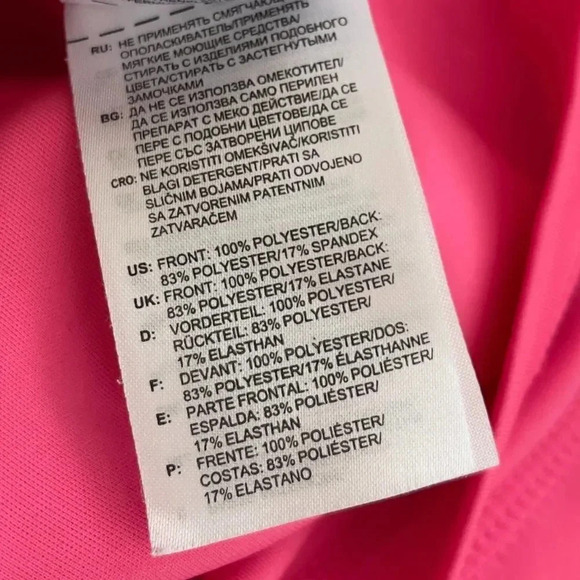 RU: НЕ ПРИМЕНЯТЬ СМЯГЧАЮЩ
ОПОЛАСКИВАТЕЛЬ/ПРИМЕНЯТЬ
МЯГКИЕ МОЮЩИЕ СРЕДСТВА/
СТИРАТЬ С ИЗДЕЛИЯМИ ПОДОБНОГО
ЦВЕТА/СТИРАТЬ С ЗАСТЕГНУТЫМИ
ЗАМОЧКАМИ
BG: ДА НЕ СЕ ИЗПОЛЗВА ОМЕКОТИТЕЛ/
ДА СЕ ИЗПОЛЗВА САМО ПЕРИЛЕН
ПРЕПАРАТ С МЕКО ДЕЙСТВИЕ/ДА СЕ
ПЕРЕ С ПОДОБНИ ЦВЕТОВЕ/ДА СЕ
ПЕРЕ СЪС ЗАТВОРЕНИ ЦИПОВЕ
CRO: NE KORISTITI OMEKŠIVAČ/KORISTITI
BLAGI DETERGENT/PRATI SA
SLIČNIM BOJAMA/PRATI ODVOJENO
SA ZATVORENIM PATENTNIM
ZATVARAČEM
US: FRONT: 100% POLYESTER/BACK:
83% POLYESTER/17% SPANDEX
UK: FRONT: 100% POLYESTER/BACK:
83% POLYESTER/17% ELASTANE
D: VORDERTEIL: 100% POLYESTER/
RÜCKTEIL: 83% POLYESTER/
17% ELASTHAN
F: DEVANT: 100% POLYESTER/DOS:
83% POLYESTER/17% ÉLASTHANNE
E: PARTE FRONTAL: 100% POLIÉSTER/
ESPALDA: 83% POLIÉSTER/
17% ELASTHAN
P: FRENTE: 100% POLIÉSTER/
COSTAS: 83% POLIÉSTER/
17% ELASTANO